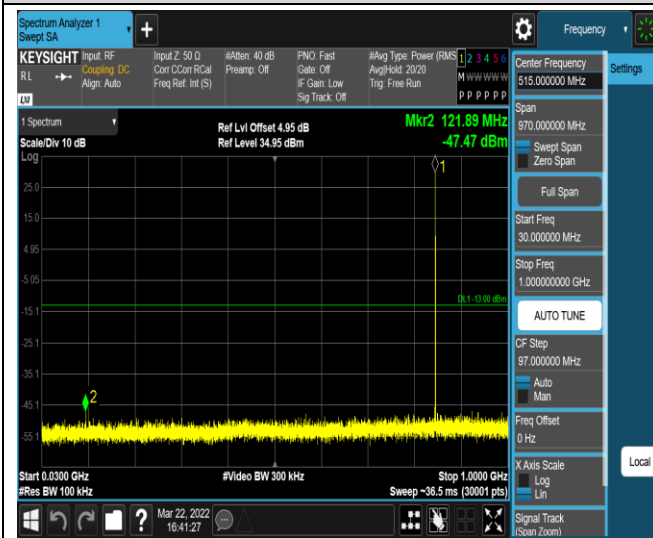 Spectrum Analyzer 1
Swept SA
+
Frequency
KEYSIGHT
RL
LXI
Input: RF
Coupling: DC
Align: Auto
Input Z: 50 Ω
Corr CCorr RCal
Freq Ref: Int (S)
#Atten: 40 dB
Preamp: Off
PNO: Fast
Gate: Off
IF Gain: Low
Sig Track: Off
#Avg Type: Power (RMS
Avg|Hold: 20/20
Trig: Free Run
1 2 3 4 5 6
M W W W W W
P P P P P P
1 Spectrum
Scale/Div 10 dB
Log
Ref Lvl Offset 4.95 dB
Ref Level 34.95 dBm
Mkr2 121.89 MHz
-47.47 dBm
25.0
15.0
4.95
-5.05
-15.1
-25.1
-35.1
-45.1
-55.1
1
2
DL1 -13.00 dBm
Start 0.0300 GHz
#Res BW 100 kHz
#Video BW 300 kHz
Stop 1.0000 GHz
Sweep ~36.5 ms (30001 pts)
?
Mar 22, 2022
16:41:27
Center Frequency
515.000000 MHz
Span
970.000000 MHz
Swept Span
Zero Span
Full Span
Start Freq
30.000000 MHz
Stop Freq
1.000000000 GHz
AUTO TUNE
CF Step
97.000000 MHz
Auto
Man
Freq Offset
0 Hz
X Axis Scale
Log
Lin
Signal Track
(Span Zoom)
Settings
Local